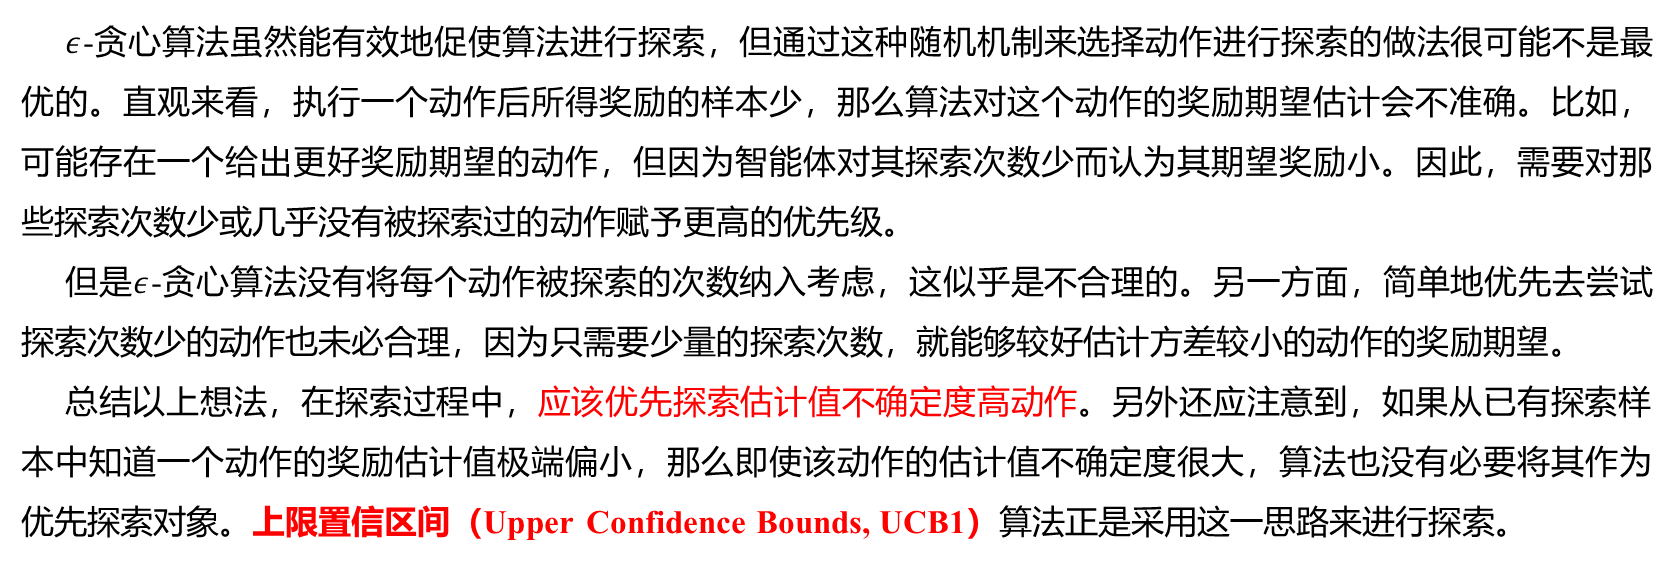 ϵ-贪心算法虽然能有效地促使算法进行探索，但通过这种随机机制来选择动作进行探索的做法很可能不是最
优的。直观来看，执行一个动作后所得奖励的样本少，那么算法对这个动作的奖励期望估计会不准确。比如，
可能存在一个给出更好奖励期望的动作，但因为智能体对其探索次数少而认为其期望奖励小。因此，需要对那
些探索次数少或几乎没有被探索过的动作赋予更高的优先级。
但是ϵ-贪心算法没有将每个动作被探索的次数纳入考虑，这似乎是不合理的。另一方面，简单地优先去尝试
探索次数少的动作也未必合理，因为只需要少量的探索次数，就能够较好估计方差较小的动作的奖励期望。
总结以上想法，在探索过程中，应该优先探索估计值不确定度高动作。另外还应注意到，如果从已有探索样
本中知道一个动作的奖励估计值极端偏小，那么即使该动作的估计值不确定度很大，算法也没有必要将其作为
优先探索对象。上限置信区间（Upper Confidence Bounds, UCB1）算法正是采用这一思路来进行探索。